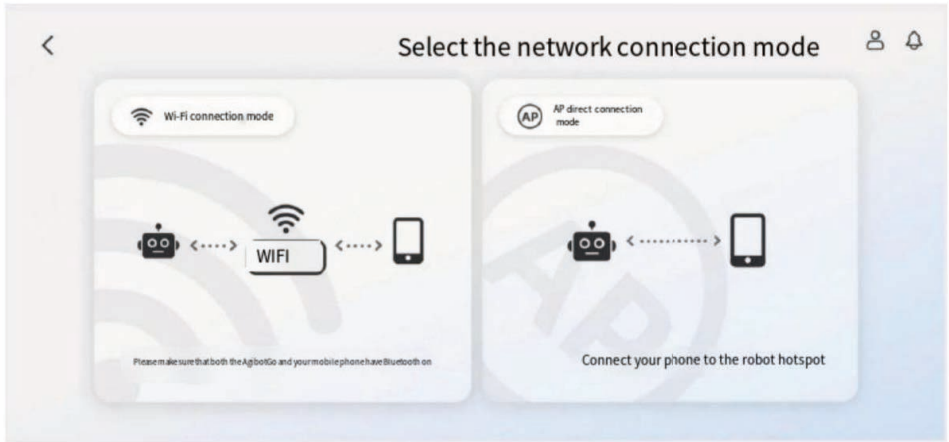 Select the network connection mode
Wi-Fi connection mode
AP
AP direct connection
mode
WIFI
AP
Please make sure that both the AgibotGo and your mobile phone have Bluetooth on
Connect your phone to the robot hotspot